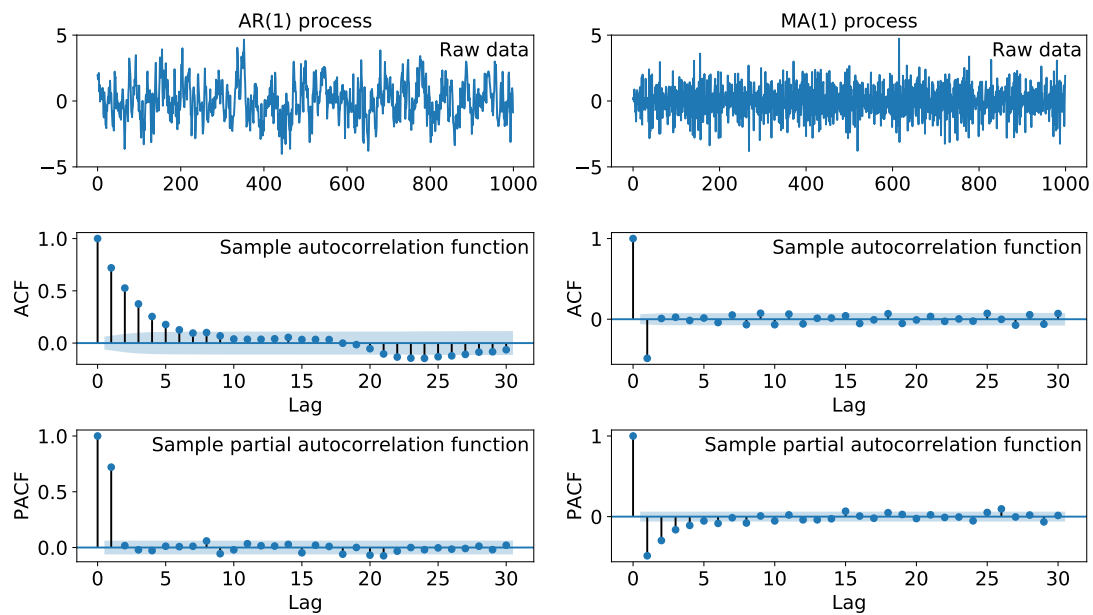 AR(1) process
Raw data
5
0
−5
0 200 400 600 800 1000
MA(1) process
Raw data
5
0
−5
0 200 400 600 800 1000
Sample autocorrelation function
ACF
1.0
0.5
0.0
0 5 10 15 20 25 30
Lag
Sample autocorrelation function
ACF
1
0
0 5 10 15 20 25 30
Lag
Sample partial autocorrelation function
PACF
1.0
0.5
0.0
0 5 10 15 20 25 30
Lag
Sample partial autocorrelation function
PACF
1
0
0 5 10 15 20 25 30
Lag